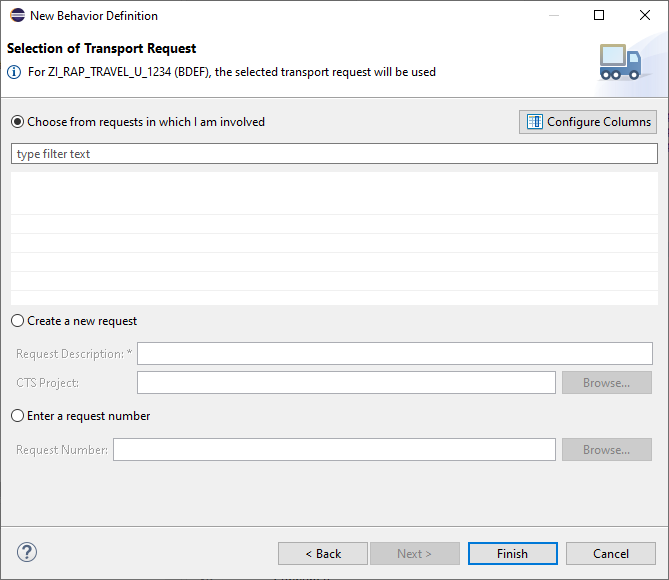 New Behavior Definition
Selection of Transport Request
For ZI_RAP_TRAVEL_U_1234 (BDEF), the selected transport request will be used
Choose from requests in which I am involved
Configure Columns
type filter text
Create a new request
Request Description: *
CTS Project:
Browse...
Enter a request number
Request Number:
Browse...
?
< Back
Next >
Finish
Cancel